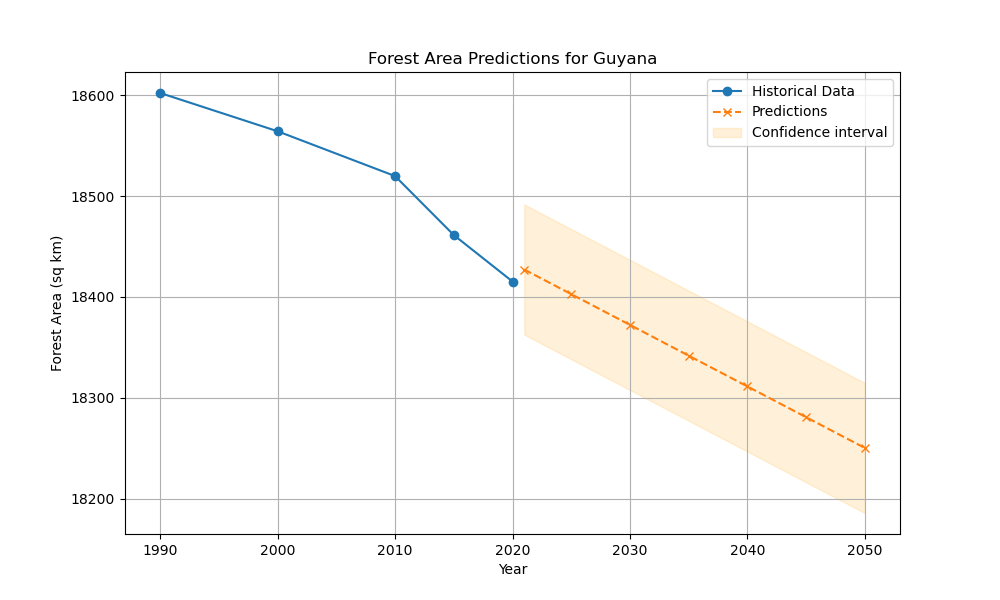 Forest Area Predictions for Guyana
Historical Data
Predictions
Confidence interval
18600
18500
18400
18300
18200
Forest Area (sq km)
1990 2000 2010 2020 2030 2040 2050
Year